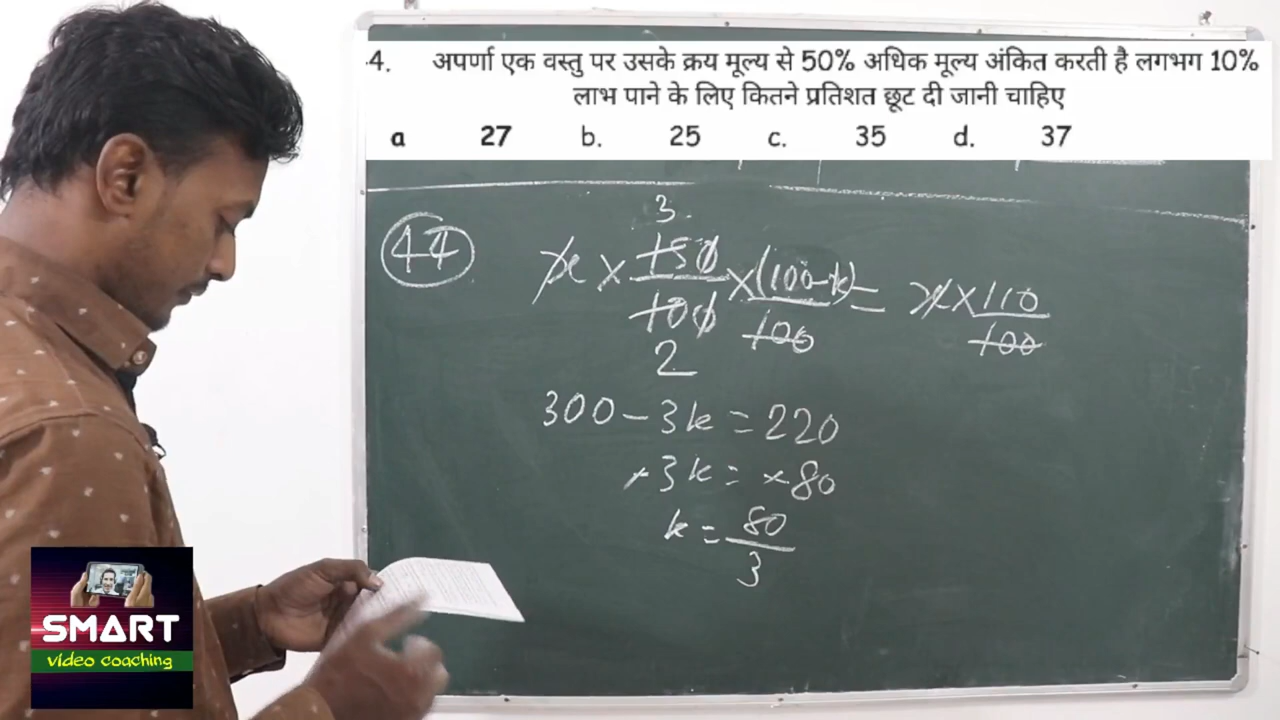 .4. अपर्णा एक वस्तु पर उसके क्रय मूल्य से 50% अधिक मूल्य अंकित करती है लगभग 10%
लाभ पाने के लिए कितने प्रतिशत छूट दी जानी चाहिए
a 27 b. 25 c. 35 d. 37
44
3.
x × 150/100 × (100-k)/100 = x × 110/100
2
300 - 3k = 220
-3k = -80
k = 80/3
SMART
video coaching